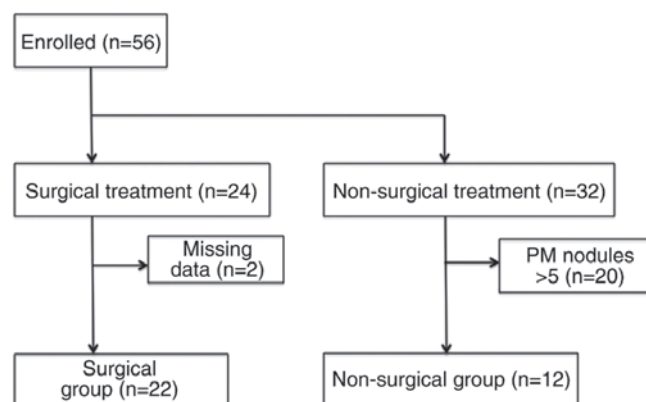 Enrolled (n=56)
Surgical treatment (n=24)
Non-surgical treatment (n=32)
Missing
data (n=2)
PM nodules
>5 (n=20)
Surgical
group (n=22)
Non-surgical group (n=12)